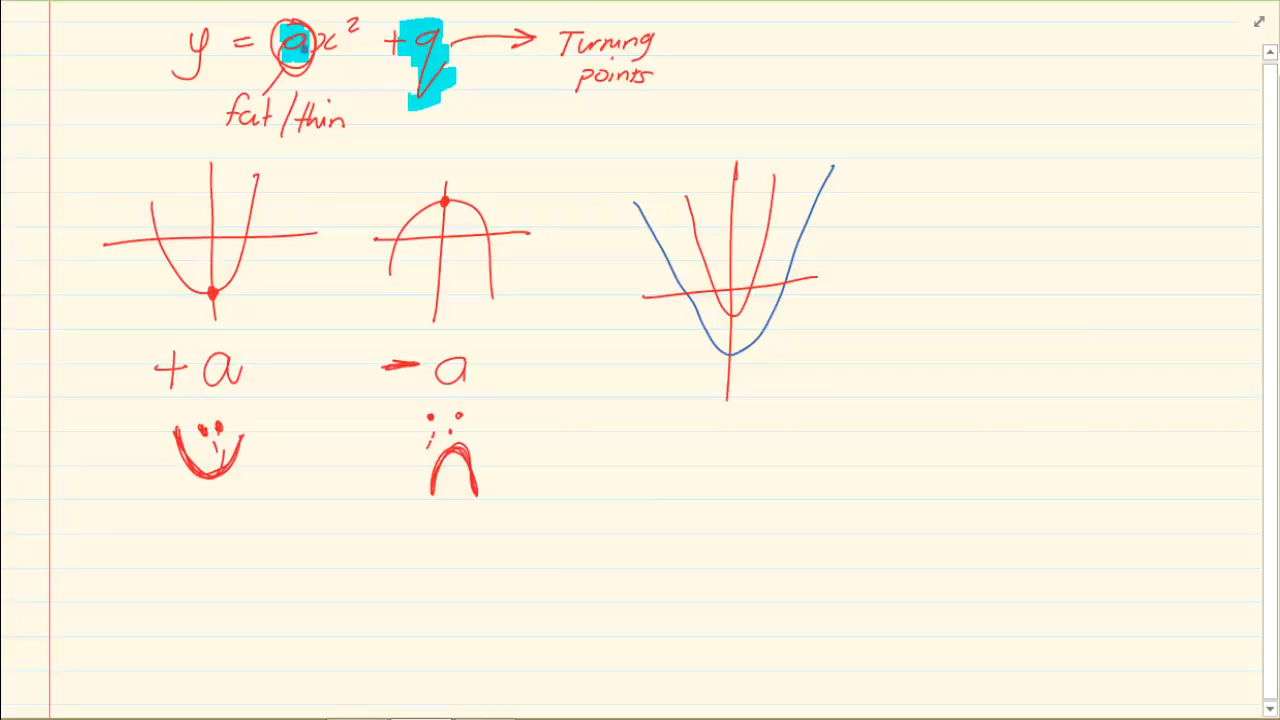 y = ax² + q → Turning
points
fat/thin
+ a
- a